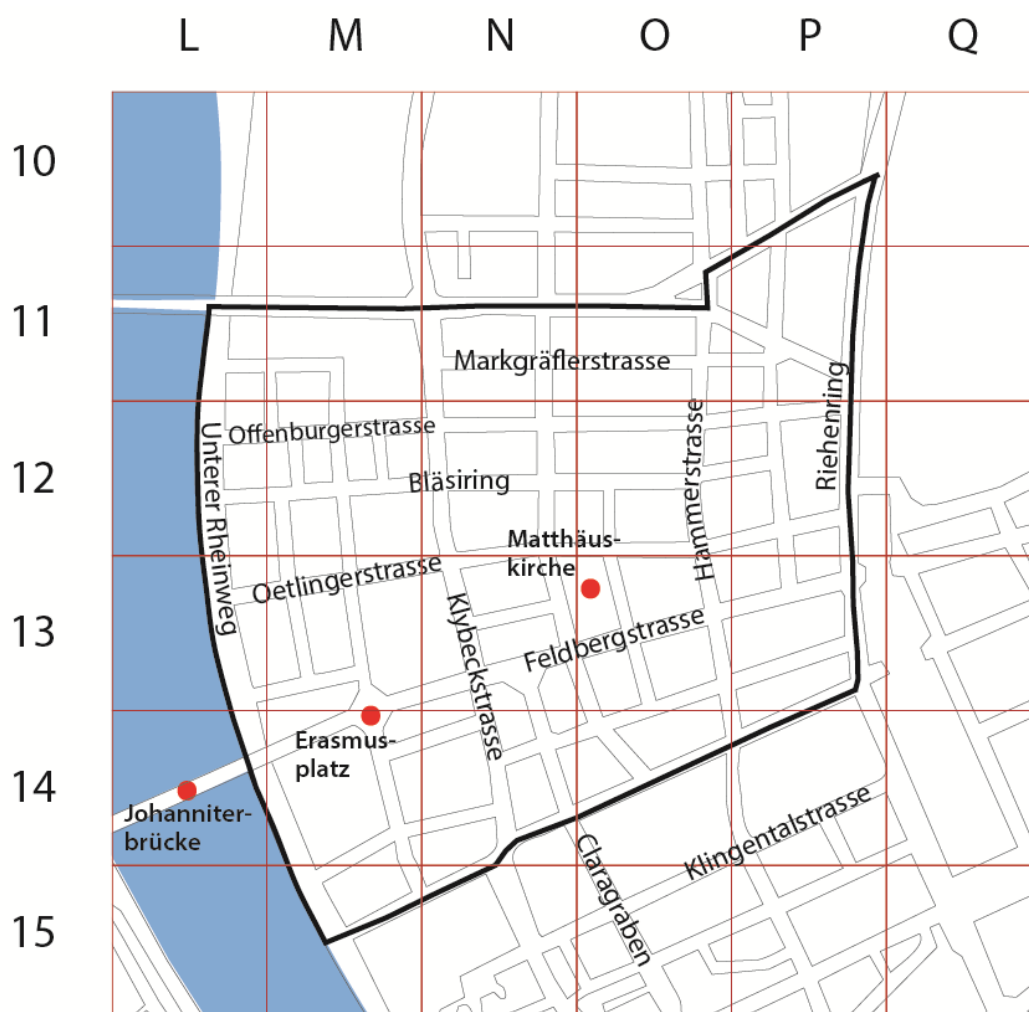 L M N O P Q
10
11
Markgräflerstrasse
Riehenring
Hammerstrasse
Offenburgerstrasse
Unterer Rheinweg
12
Bläsiring
Matthäus-
kirche
Oetlingerstrasse
13
Klybeckstrasse
Feldbergstrasse
Erasmus-
platz
14
Johanniter-
brücke
Klingentalstrasse
Claragraben
15